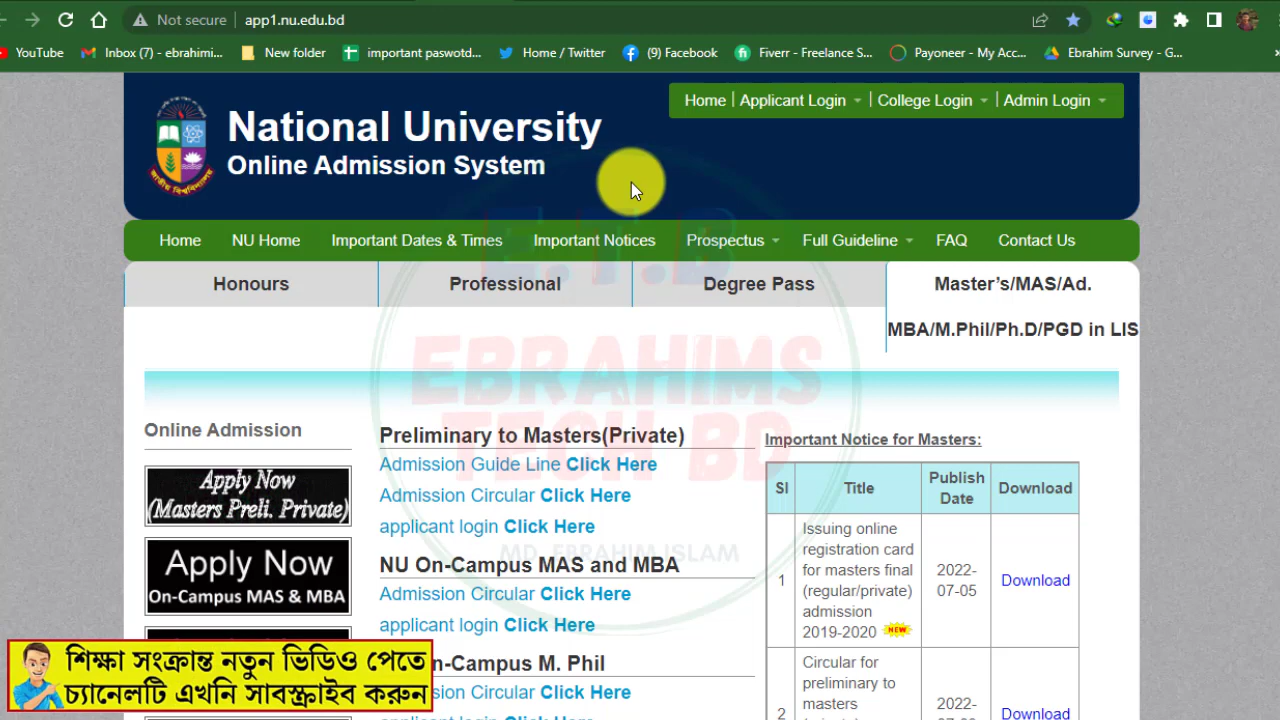 Not secure app1.nu.edu.bd
YouTube Inbox (7) - ebrahimi... New folder important paswotd... Home / Twitter (9) Facebook Fiverr - Freelance S... Payoneer - My Acc... Ebrahim Survey - G...
Home | Applicant Login | College Login | Admin Login
National University
Online Admission System
Home NU Home Important Dates & Times Important Notices Prospectus Full Guideline FAQ Contact Us
Honours Professional Degree Pass Master's/MAS/Ad.
MBA/M.Phil/Ph.D/PGD in LIS
E.T.B
EBRAHIMS
TECH BD
MD. EBRAHIM ISLAM
Online Admission
Apply Now
(Masters Preli. Private)
Apply Now
On-Campus MAS & MBA
Preliminary to Masters(Private)
Admission Guide Line Click Here
Admission Circular Click Here
applicant login Click Here
NU On-Campus MAS and MBA
Admission Circular Click Here
applicant login Click Here
n-Campus M. Phil
ssion Circular Click Here
Important Notice for Masters:
Sl Title Publish Date Download
1 Issuing online
registration card
for masters final
(regular/private)
admission
2019-2020 NEW
2022-
07-05
Download
2 Circular for
preliminary to
masters
2022-
Download
শিক্ষা সংক্রান্ত নতুন ভিডিও পেতে
চ্যানেলটি এখনি সাবস্ক্রাইব করুন